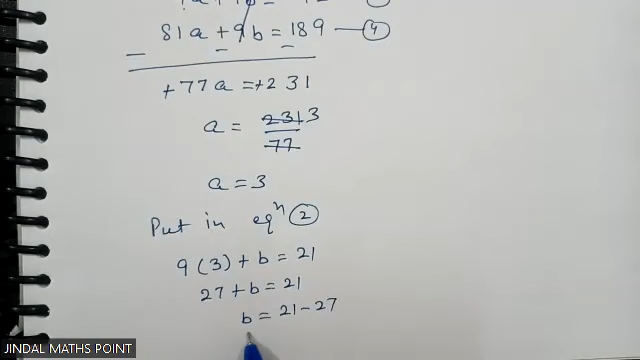 81a + 9b = 189 — 4
— — —
+77a = +231
a = 231 3
77
a = 3
Put in eqⁿ 2
9(3) + b = 21
27 + b = 21
b = 21 - 27
JINDAL MATHS POINT